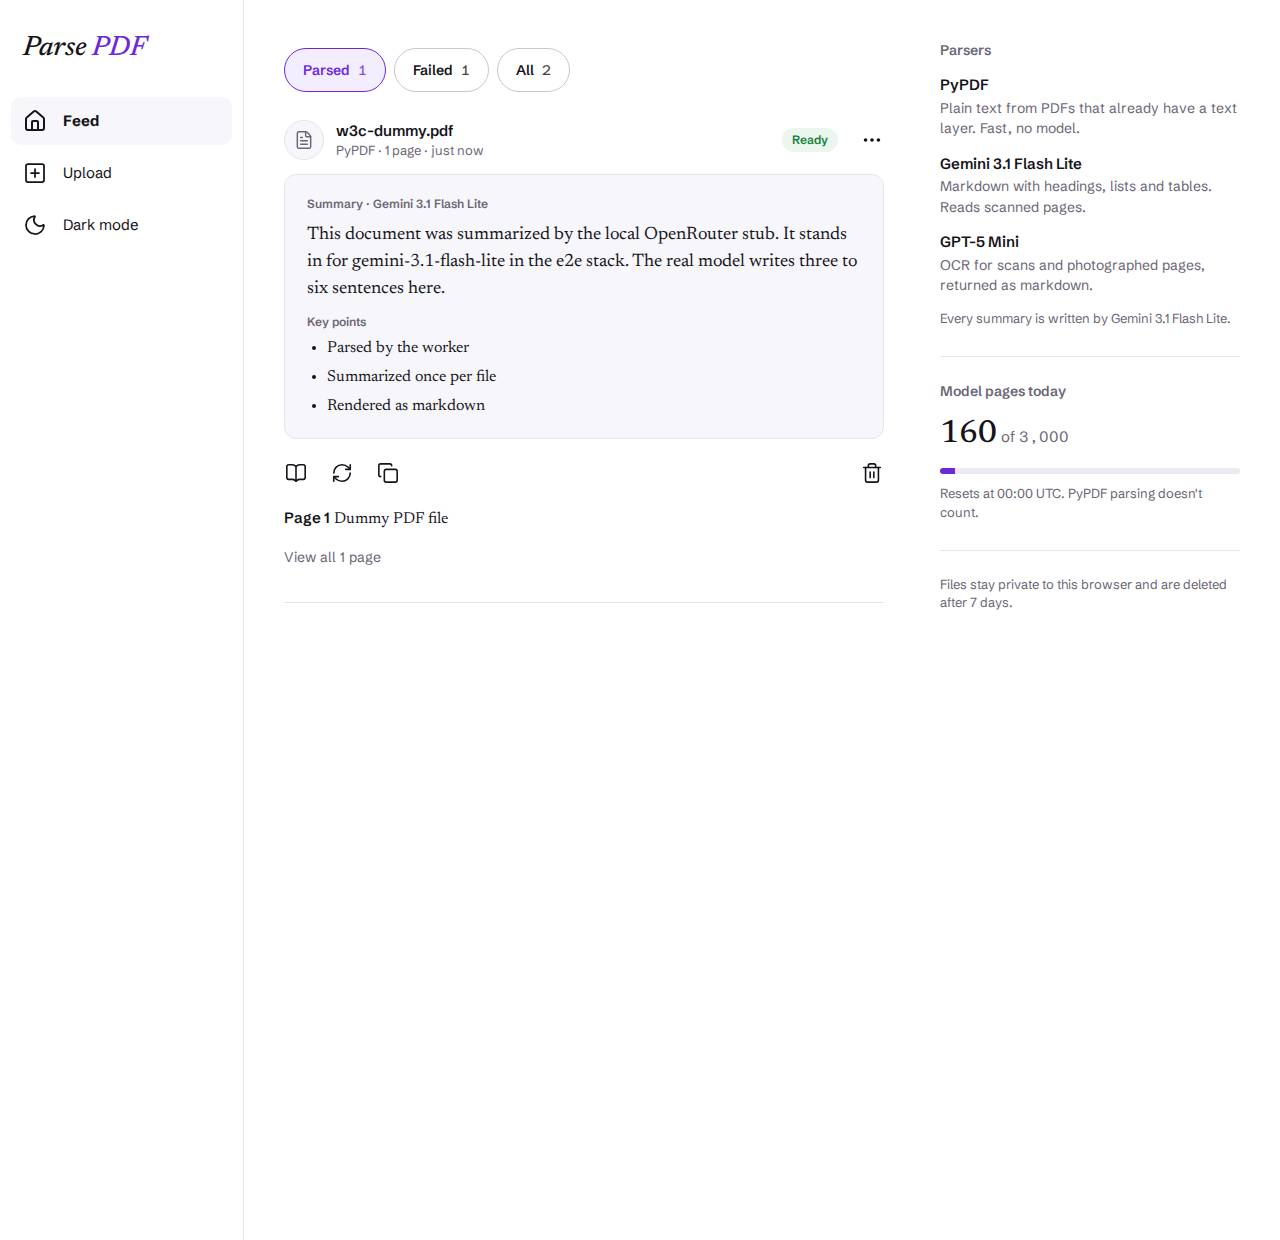 Parse PDF
Feed
Upload
Dark mode
Parsed 1
Failed 1
All 2
w3c-dummy.pdf
PyPDF · 1 page · just now
Ready
Summary · Gemini 3.1 Flash Lite
This document was summarized by the local OpenRouter stub. It stands
in for gemini-3.1-flash-lite in the e2e stack. The real model writes three to
six sentences here.
Key points
• Parsed by the worker
• Summarized once per file
• Rendered as markdown
Page 1 Dummy PDF file
View all 1 page
Parsers
PyPDF
Plain text from PDFs that already have a text
layer. Fast, no model.
Gemini 3.1 Flash Lite
Markdown with headings, lists and tables.
Reads scanned pages.
GPT-5 Mini
OCR for scans and photographed pages,
returned as markdown.
Every summary is written by Gemini 3.1 Flash Lite.
Model pages today
160 of 3,000
Resets at 00:00 UTC. PyPDF parsing doesn't
count.
Files stay private to this browser and are deleted
after 7 days.